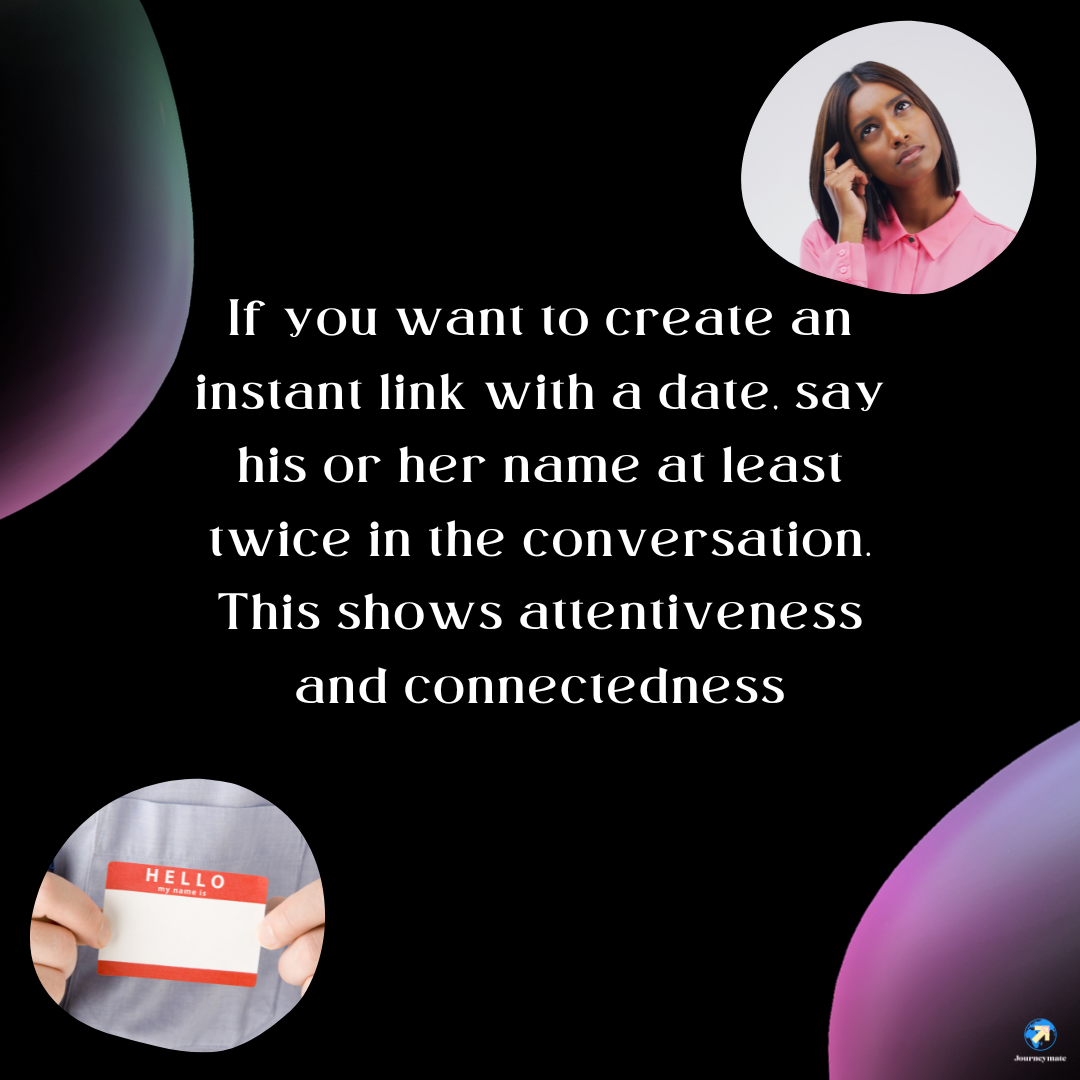 If you want to create an
instant link with a date, say
his or her name at least
twice in the conversation.
This shows attentiveness
and connectedness
HELLO
my name is
Journeymate